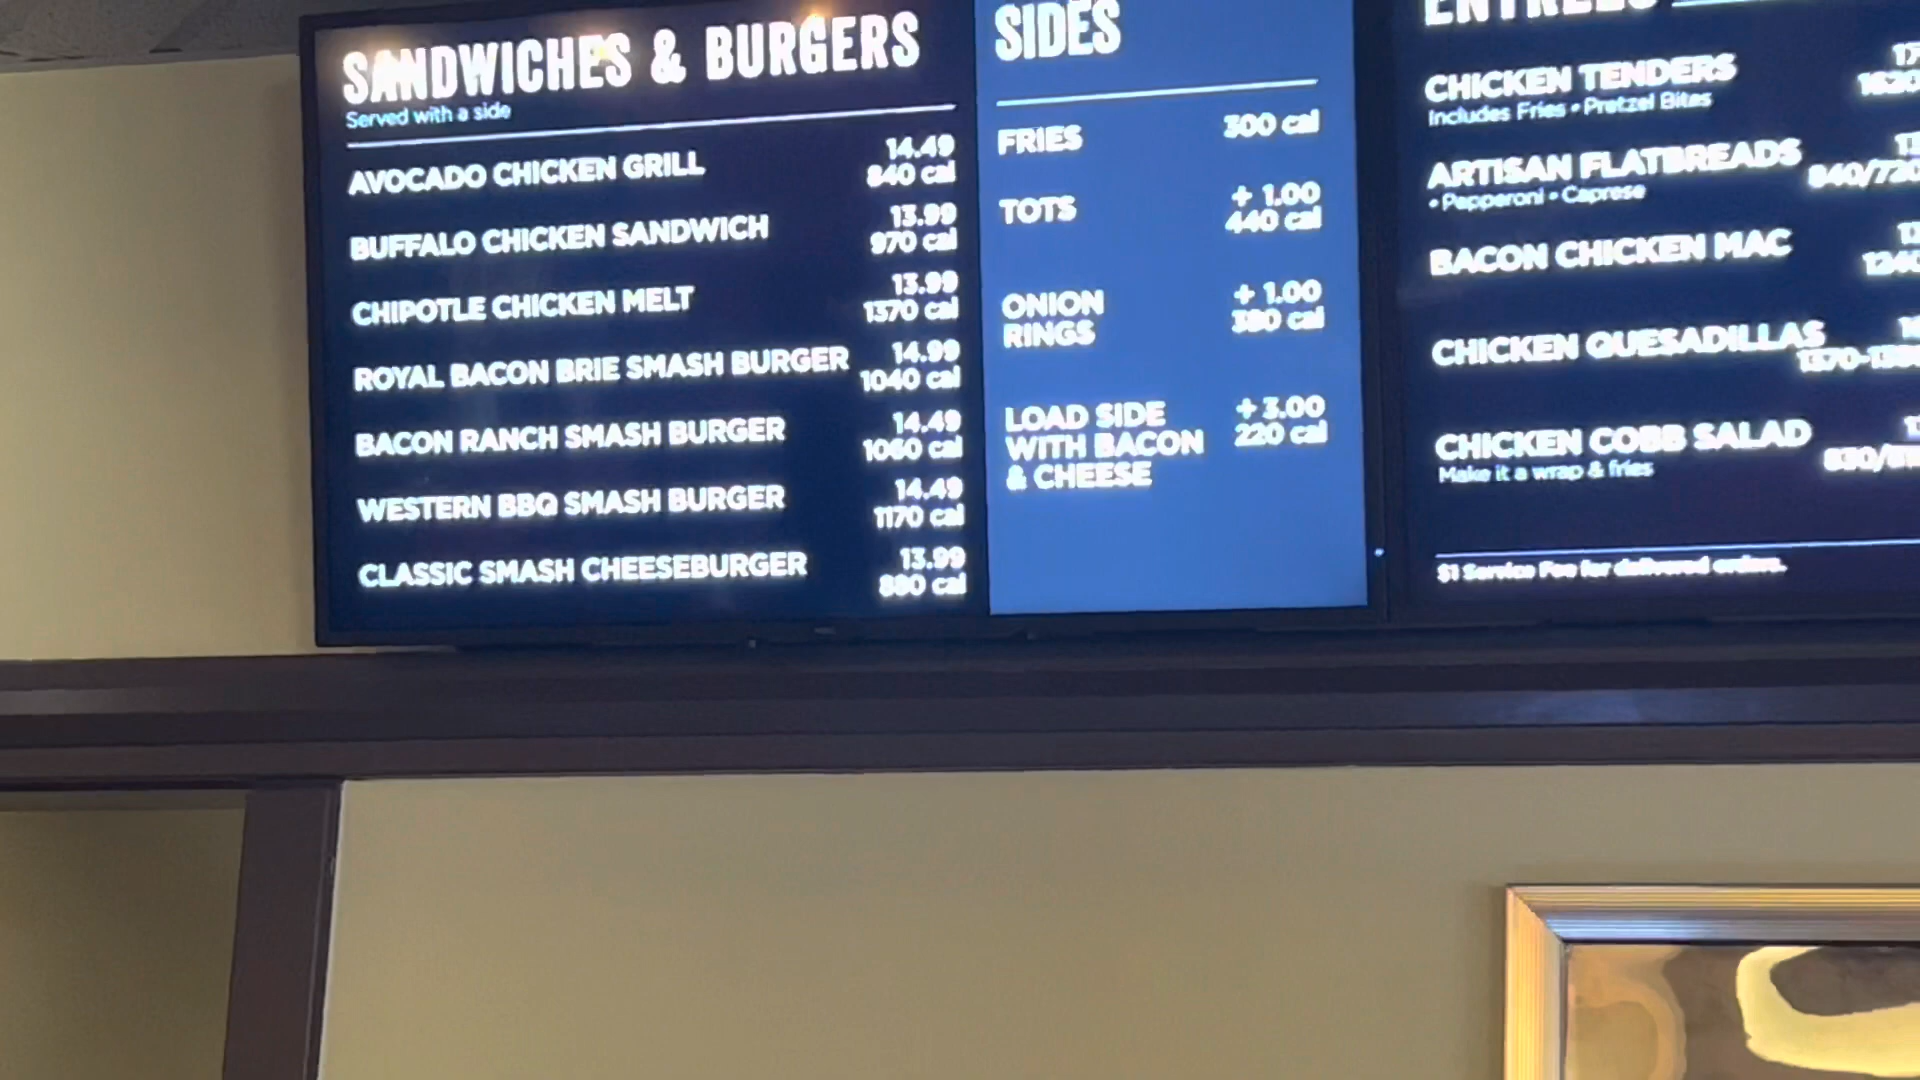 SANDWICHES & BURGERS
Served with a side
AVOCADO CHICKEN GRILL 14.49
840 cal
BUFFALO CHICKEN SANDWICH 13.99
970 cal
CHIPOTLE CHICKEN MELT 13.99
1370 cal
ROYAL BACON BRIE SMASH BURGER 14.99
1040 cal
BACON RANCH SMASH BURGER 14.49
1060 cal
WESTERN BBQ SMASH BURGER 14.49
1170 cal
CLASSIC SMASH CHEESEBURGER 13.99
880 cal
SIDES
FRIES 300 cal
TOTS + 1.00
440 cal
ONION
RINGS
+ 1.00
380 cal
LOAD SIDE
WITH BACON
& CHEESE
+3.00
220 cal
ENTREES
CHICKEN TENDERS
Includes Fries • Pretzel Bites
ARTISAN FLATBREADS
• Pepperoni • Caprese
BACON CHICKEN MAC
CHICKEN QUESADILLAS
CHICKEN COBB SALAD
Make it a wrap & fries
$1 Service Fee for delivered orders.